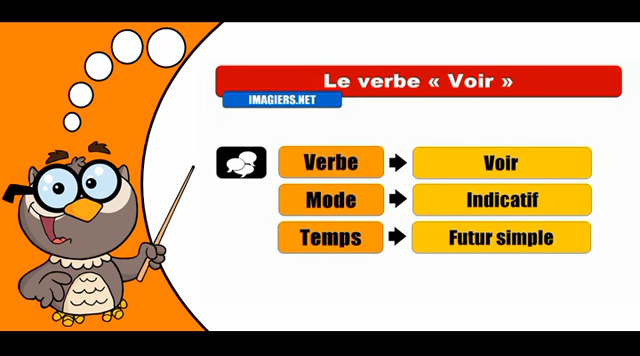 Le verbe « Voir »
IMAGIERS.NET
Verbe Voir
Mode Indicatif
Temps Futur simple